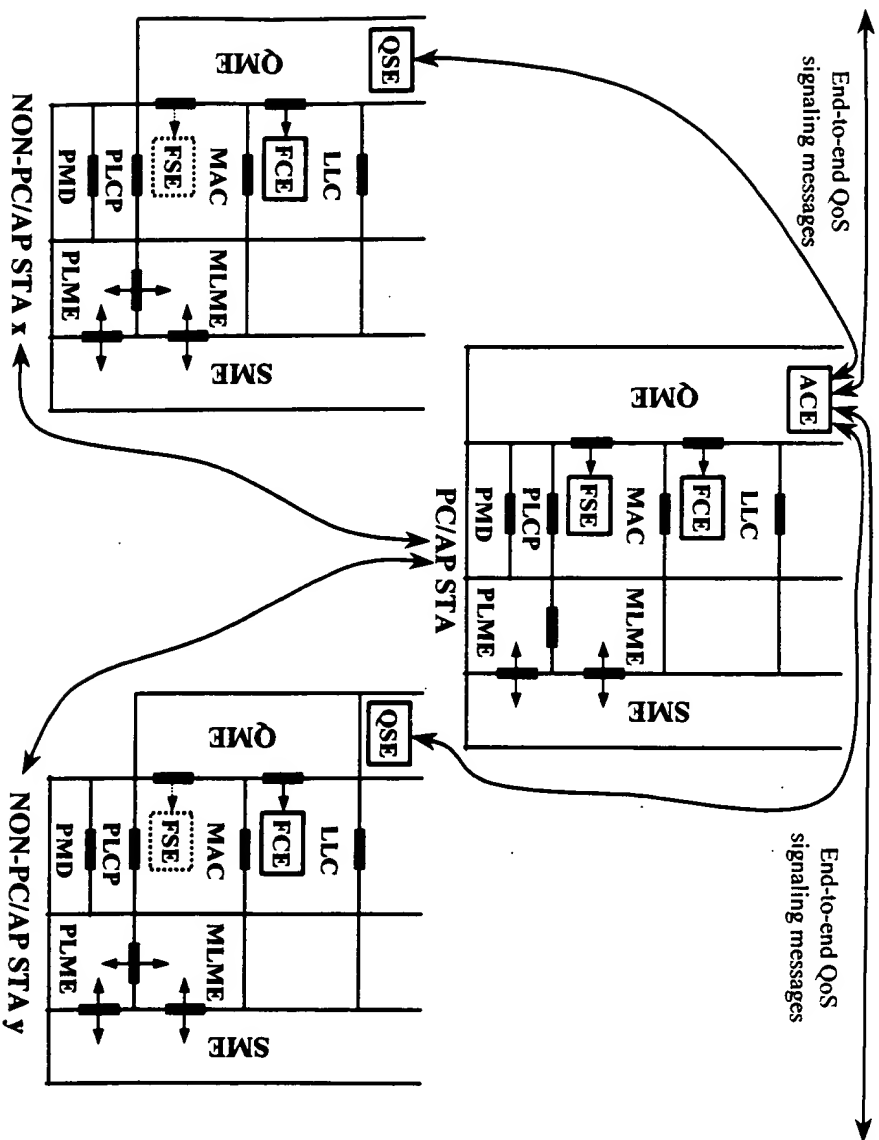 End-to-end QoS
signaling messages
End-to-end QoS
signaling messages
ACE
QME
LLC
FCE
MAC
FSE
PLCP
PMD
MLME
PLME
SME
PC/AP STA
QSE
QME
LLC
FCE
MAC
FSE
PLCP
PMD
MLME
PLME
SME
NON-PC/AP STA x
QSE
QME
LLC
FCE
MAC
FSE
PLCP
PMD
MLME
PLME
SME
NON-PC/AP STA y